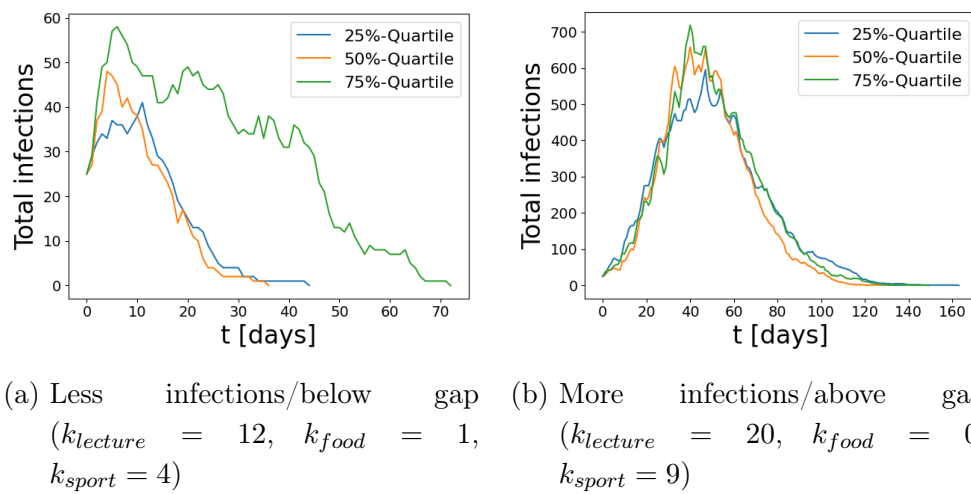 60
50
40
30
20
10
0
Total infections
25%-Quartile
50%-Quartile
75%-Quartile
0 10 20 30 40 50 60 70
t [days]
700
600
500
400
300
200
100
0
Total infections
25%-Quartile
50%-Quartile
75%-Quartile
0 20 40 60 80 100 120 140 160
t [days]
(a) Less infections/below gap
(k_lecture = 12, k_food = 1,
k_sport = 4)
(b) More infections/above
(k_lecture = 20, k_food =
k_sport = 9)